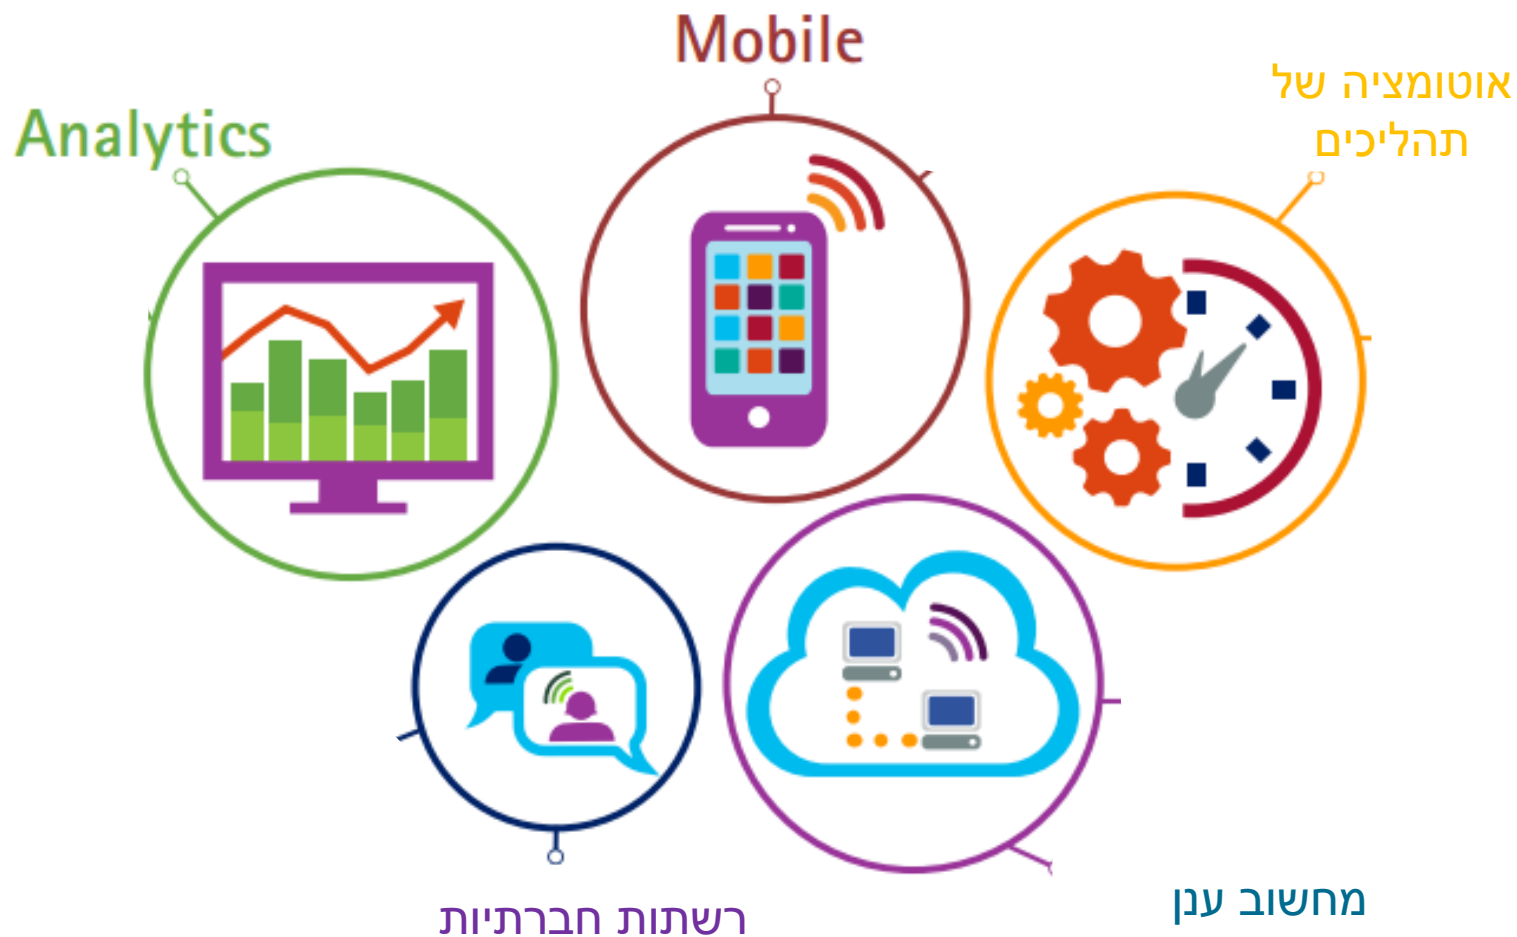 Mobile
Analytics
אוטומציה של
תהליכים
מחשוב ענן
רשתות חברתיות